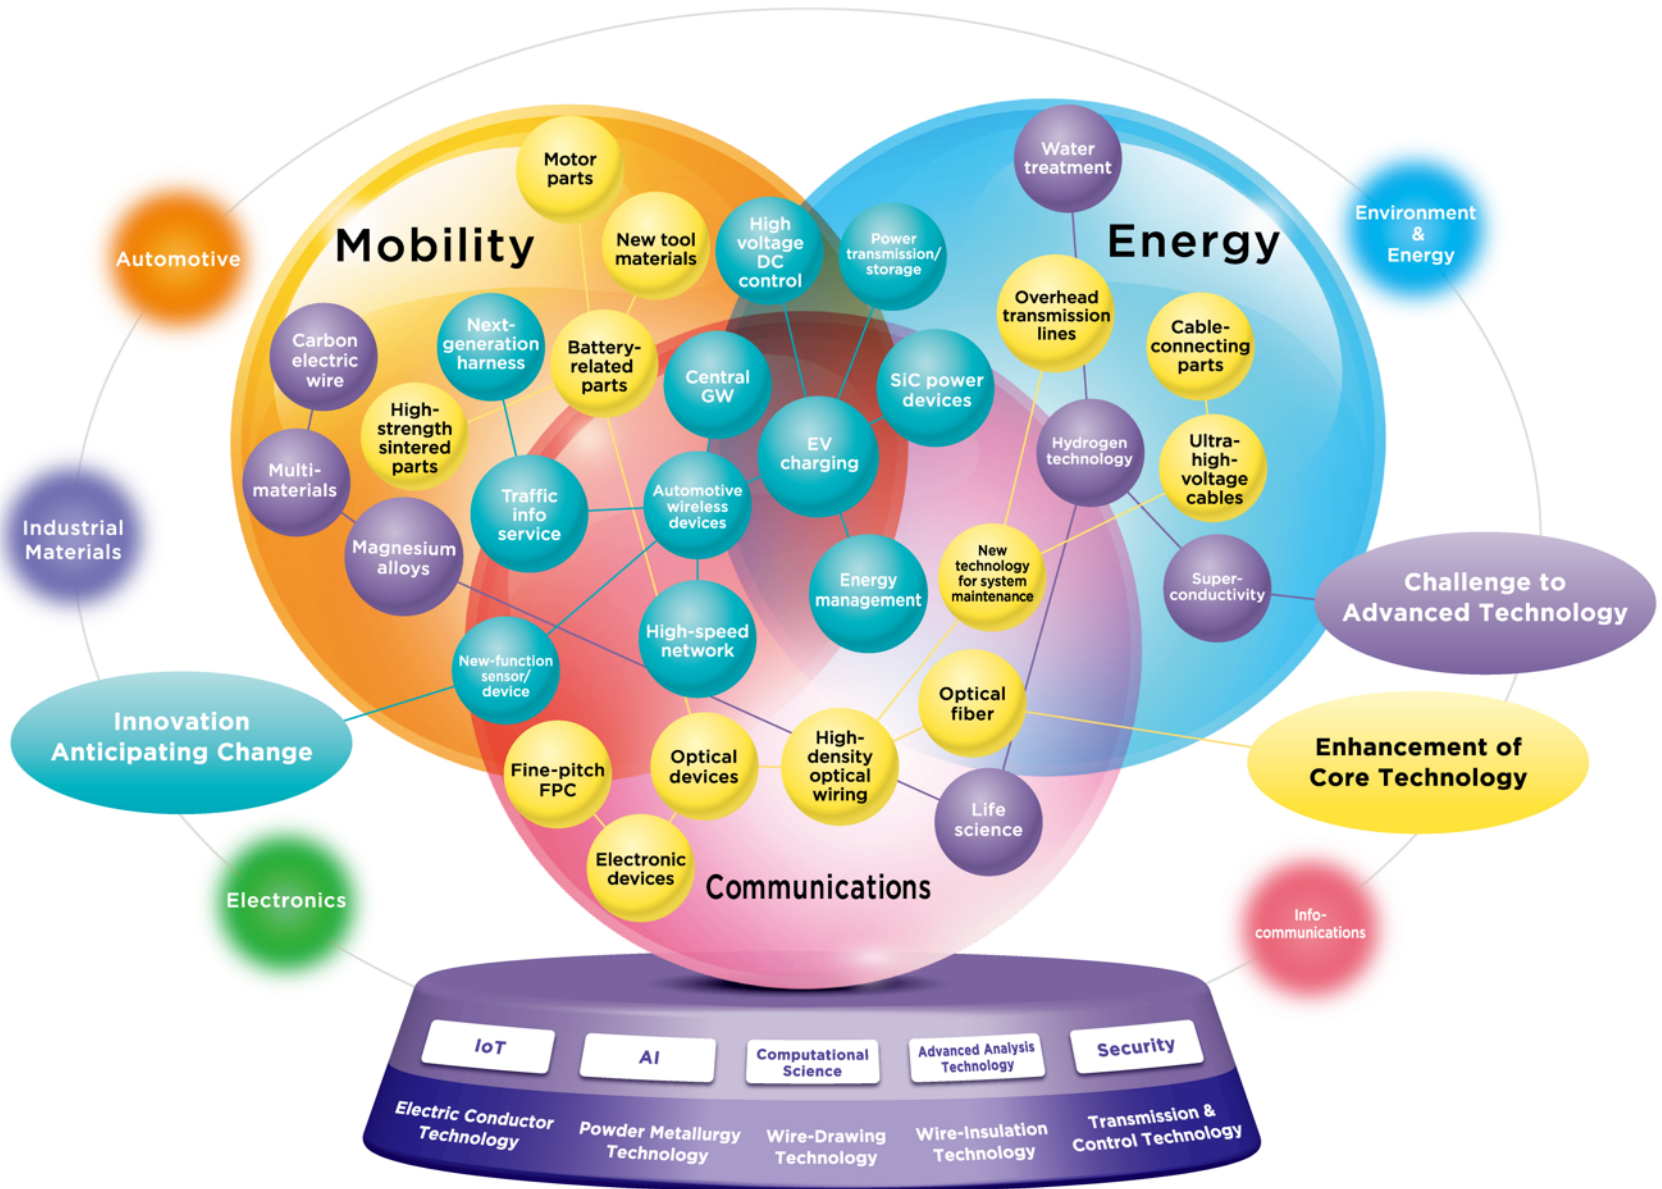 Mobility
Energy
Communications
Automotive
Industrial
Materials
Electronics
Environment
&
Energy
Info-
communications
Innovation
Anticipating Change
Challenge to
Advanced Technology
Enhancement of
Core Technology
Motor
parts
New tool
materials
High
voltage
DC
control
Power
transmission/
storage
Water
treatment
Carbon
electric
wire
Next-
generation
harness
Battery-
related
parts
Central
GW
SiC power
devices
Overhead
transmission
lines
Cable-
connecting
parts
High-
strength
sintered
parts
EV
charging
Hydrogen
technology
Ultra-
high-
voltage
cables
Multi-
materials
Traffic
info
service
Automotive
wireless
devices
Magnesium
alloys
Energy
management
New
technology
for system
maintenance
Super-
conductivity
New-function
sensor/
device
High-speed
network
Optical
fiber
Fine-pitch
FPC
Optical
devices
High-
density
optical
wiring
Life
science
Electronic
devices
IoT
AI
Computational
Science
Advanced Analysis
Technology
Security
Electric Conductor
Technology
Powder Metallurgy
Technology
Wire-Drawing
Technology
Wire-Insulation
Technology
Transmission &
Control Technology